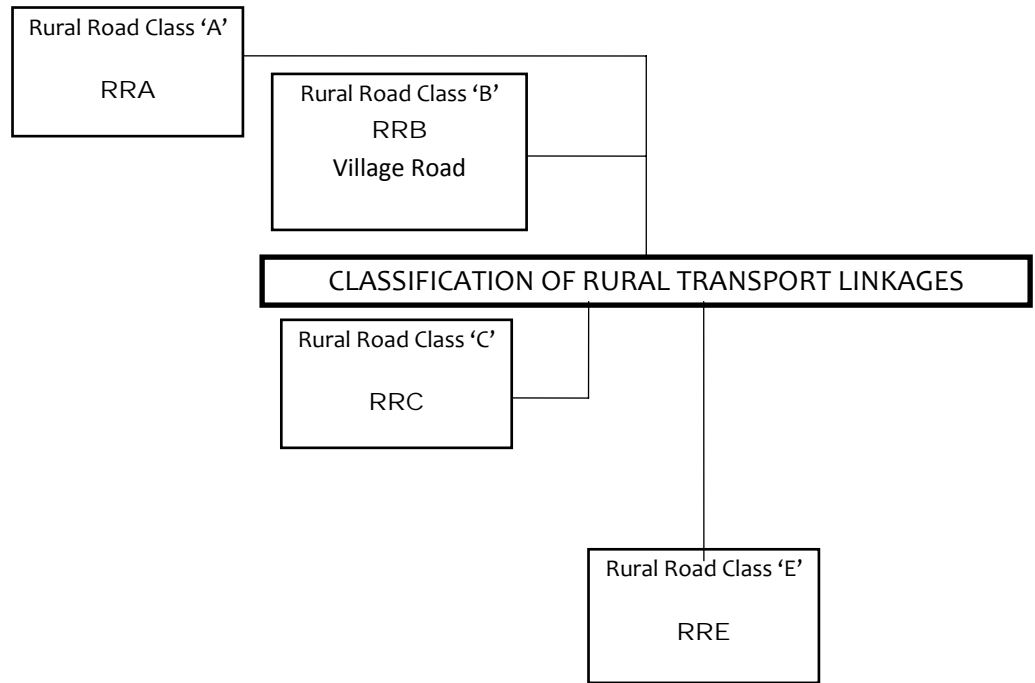 Rural Road Class ‘A’
RRA
Rural Road Class ‘B’
RRB
Village Road
CLASSIFICATION OF RURAL TRANSPORT LINKAGES
Rural Road Class ‘C’
RRC
Rural Road Class ‘E’
RRE